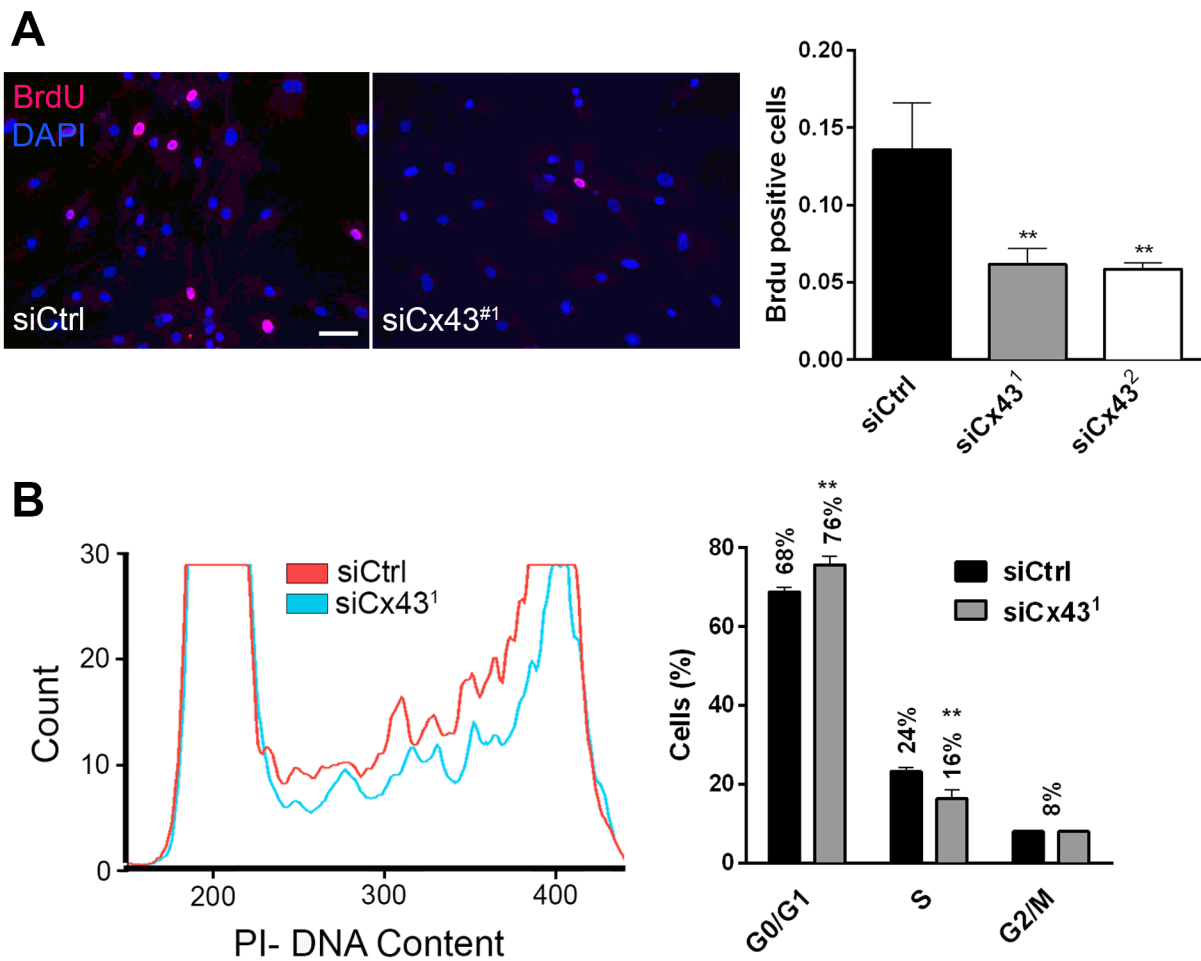 A
BrdU
DAPI
siCtrl
siCx43#1
Brdu positive cells
0.20
0.15
0.10
0.05
0.00
siCtrl
siCx43¹
siCx43²
**
**
B
Count
30
20
10
0
200
300
400
PI- DNA Content
siCtrl
siCx43¹
Cells (%)
80
60
40
20
0
68%
76%
**
24%
16%
**
8%
G0/G1
S
G2/M
siCtrl
siCx43¹